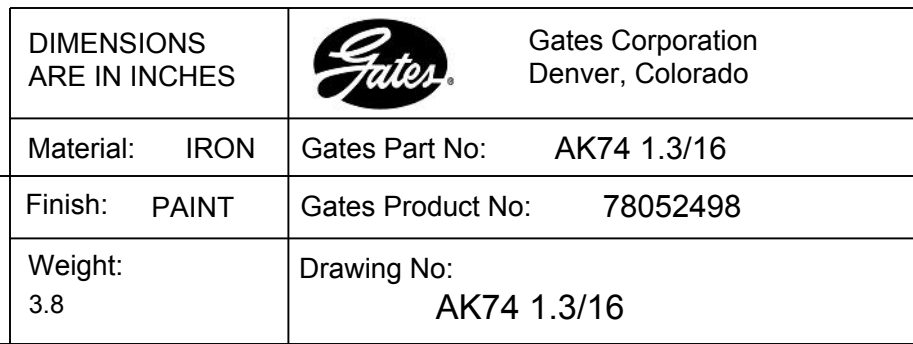 DIMENSIONS
ARE IN INCHES
Gates®
Gates Corporation
Denver, Colorado
Material: IRON
Gates Part No: AK74 1.3/16
Finish: PAINT
Gates Product No: 78052498
Weight:
3.8
Drawing No:
AK74 1.3/16